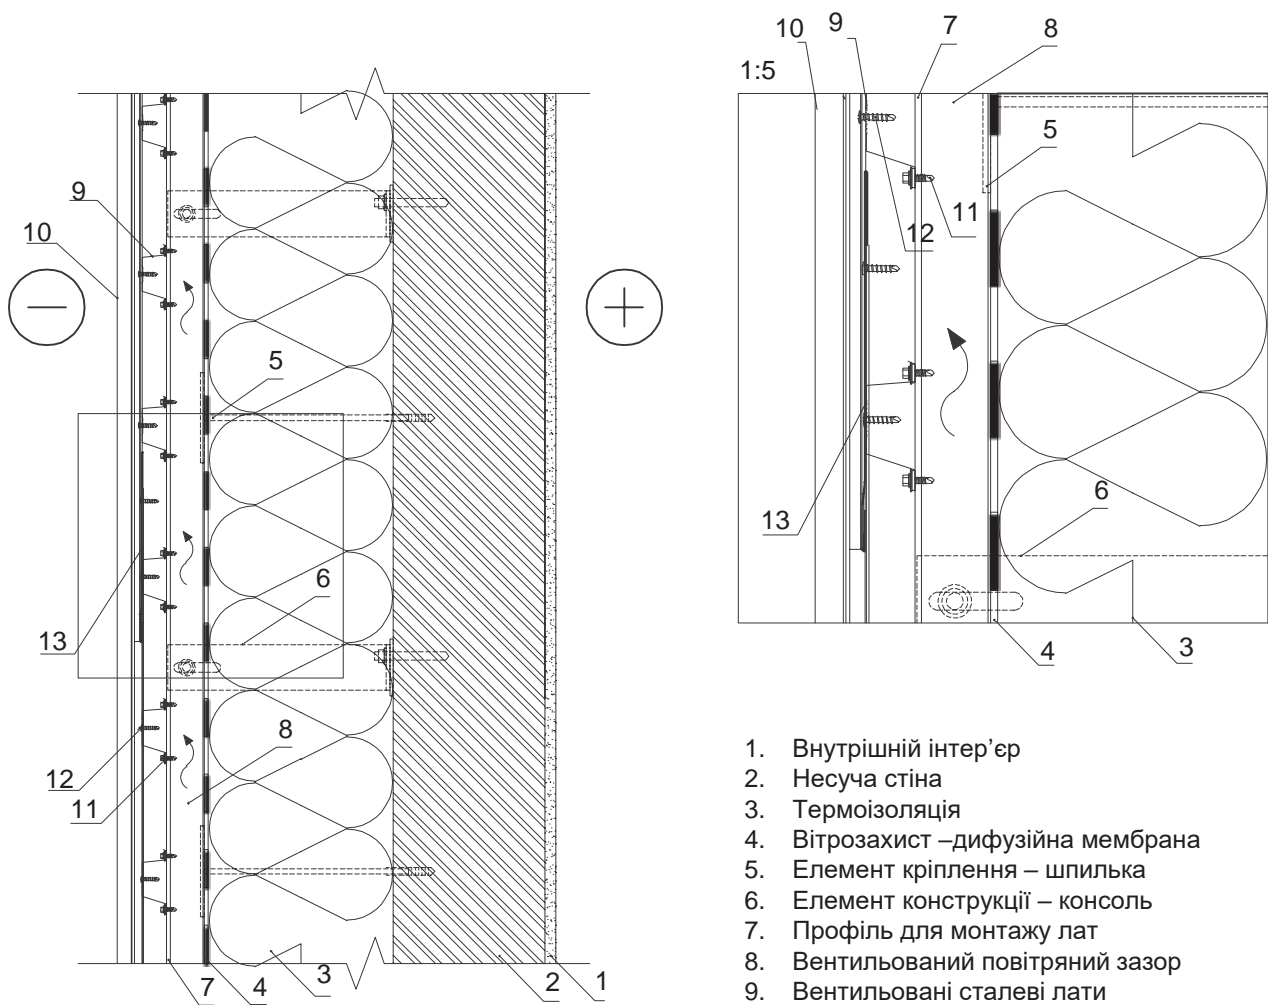 10
9
7
8
1:5
5
12
11
13
6
4
3
9
10
5
6
13
8
12
11
7
4
3
2
1
1. Внутрішній інтер’єр
2. Несуча стіна
3. Термоізоляція
4. Вітрозахист –дифузійна мембрана
5. Елемент кріплення – шпилька
6. Елемент конструкції – консоль
7. Профіль для монтажу лат
8. Вентильований повітряний зазор
9. Вентильовані сталеві лати